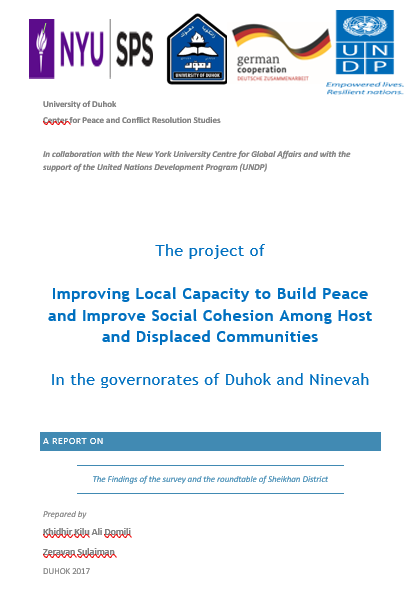 NYU SPS
UNIVERSITY OF DUHOK
german
cooperation
DEUTSCHE ZUSAMMENARBEIT
U N
D P
Empowered lives.
Resilient nations.
University of Duhok
Center for Peace and Conflict Resolution Studies
In collaboration with the New York University Centre for Global Affairs and with the
support of the United Nations Development Program (UNDP)
The project of
Improving Local Capacity to Build Peace
and Improve Social Cohesion Among Host
and Displaced Communities
In the governorates of Duhok and Ninevah
A REPORT ON
The Findings of the survey and the roundtable of Sheikhan District
Prepared by
Khidhir Kilu Ali Domili
Zeravan Sulaiman
DUHOK 2017